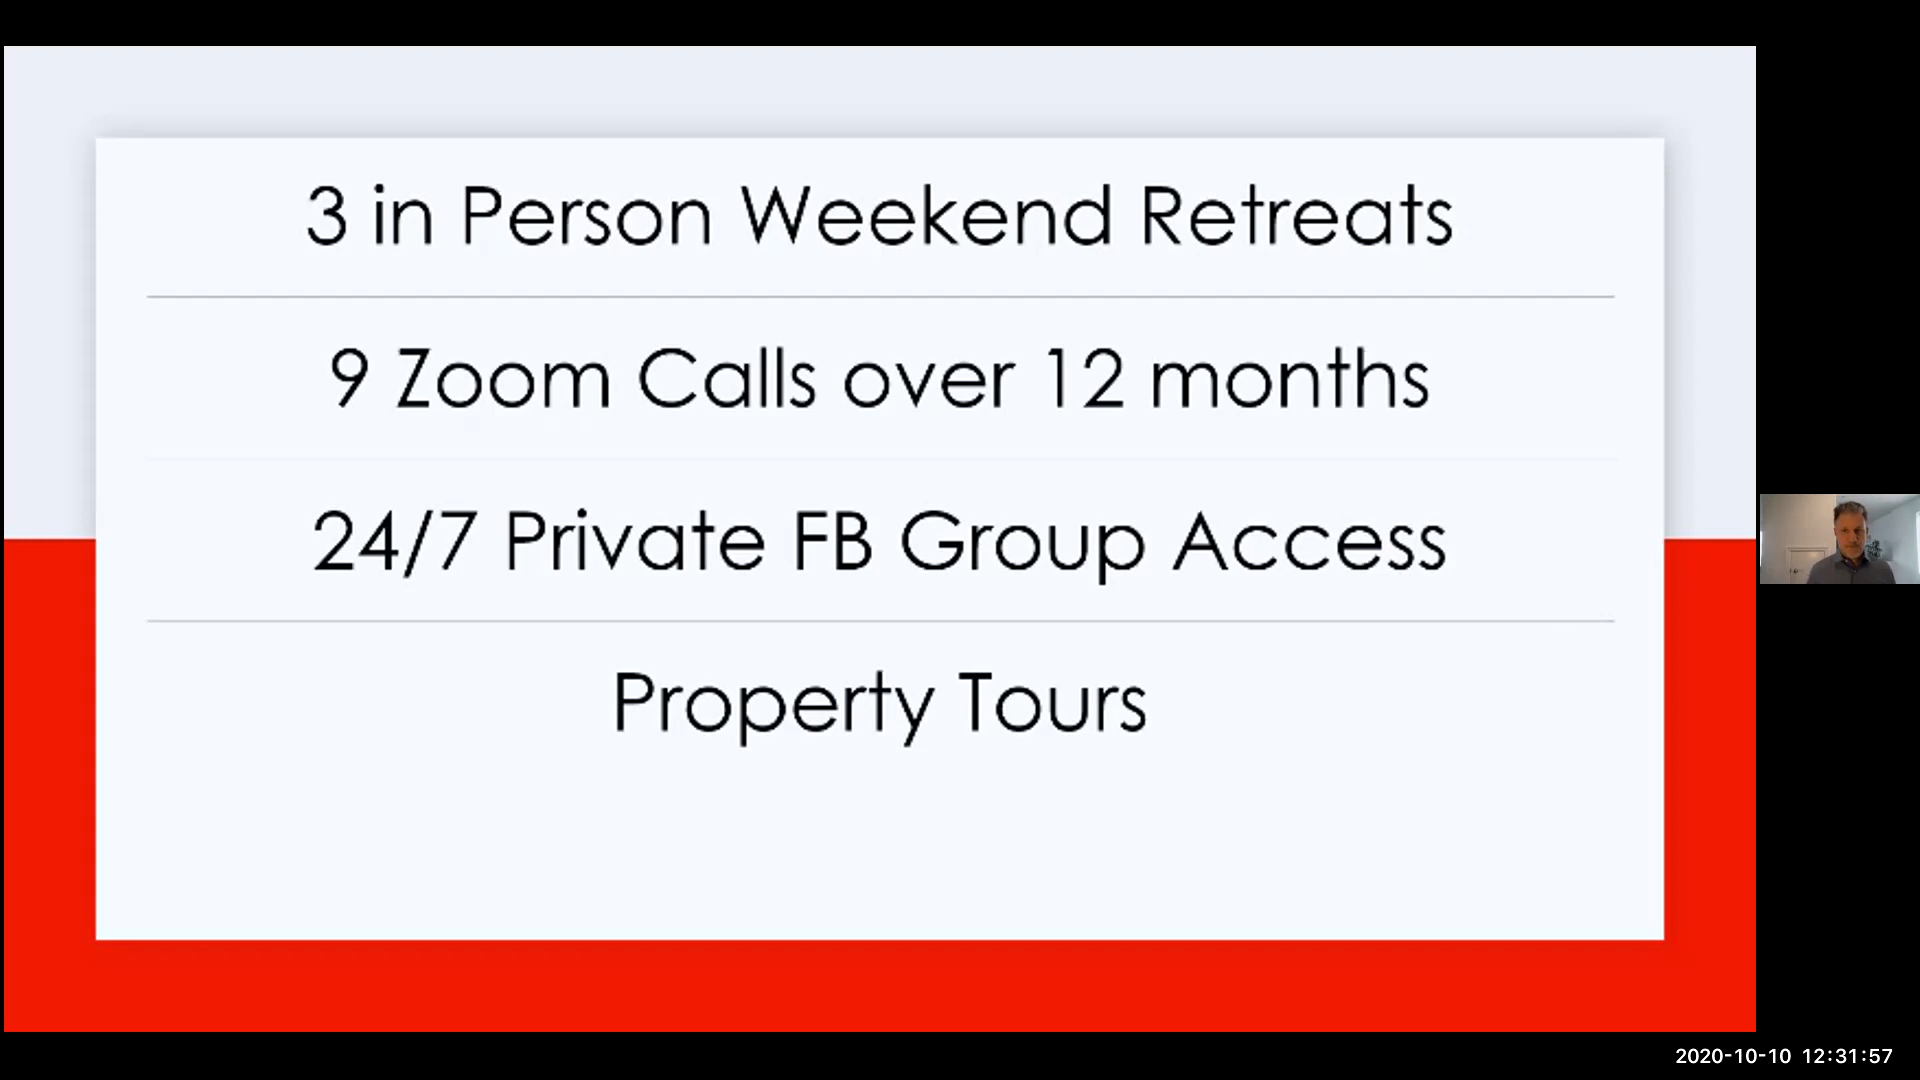 3 in Person Weekend Retreats
9 Zoom Calls over 12 months
24/7 Private FB Group Access
Property Tours
2020-10-10 12:31:57